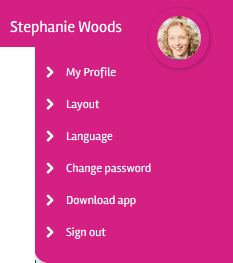 Stephanie Woods
My Profile
Layout
Language
Change password
Download app
Sign out